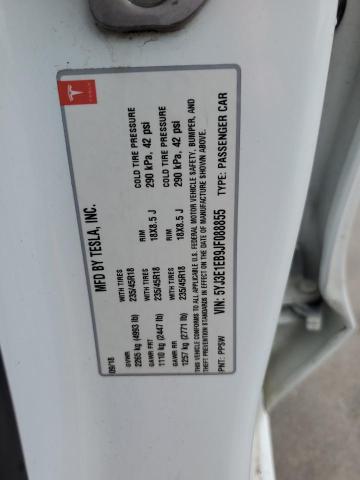 TESLA
MFD BY TESLA, INC.
09/18
GVWR WITH TIRES RIM COLD TIRE PRESSURE
2265 kg (4993 lb) 235/45R18 18X8.5 J 290 kPa, 42 psi
GAWR FRT WITH TIRES RIM COLD TIRE PRESSURE
1110 kg (2447 lb) 235/45R18 18X8.5 J 290 kPa, 42 psi
GAWR RR WITH TIRES
1257 kg (2771 lb) 235/45R18
THIS VEHICLE CONFORMS TO ALL APPLICABLE U.S. FEDERAL MOTOR VEHICLE SAFETY, BUMPER, AND
THEFT PREVENTION STANDARDS IN EFFECT ON THE DATE OF MANUFACTURE SHOWN ABOVE.
VIN: 5YJ3E1EB9JF088855 TYPE: PASSENGER CAR
PNT: PPSW